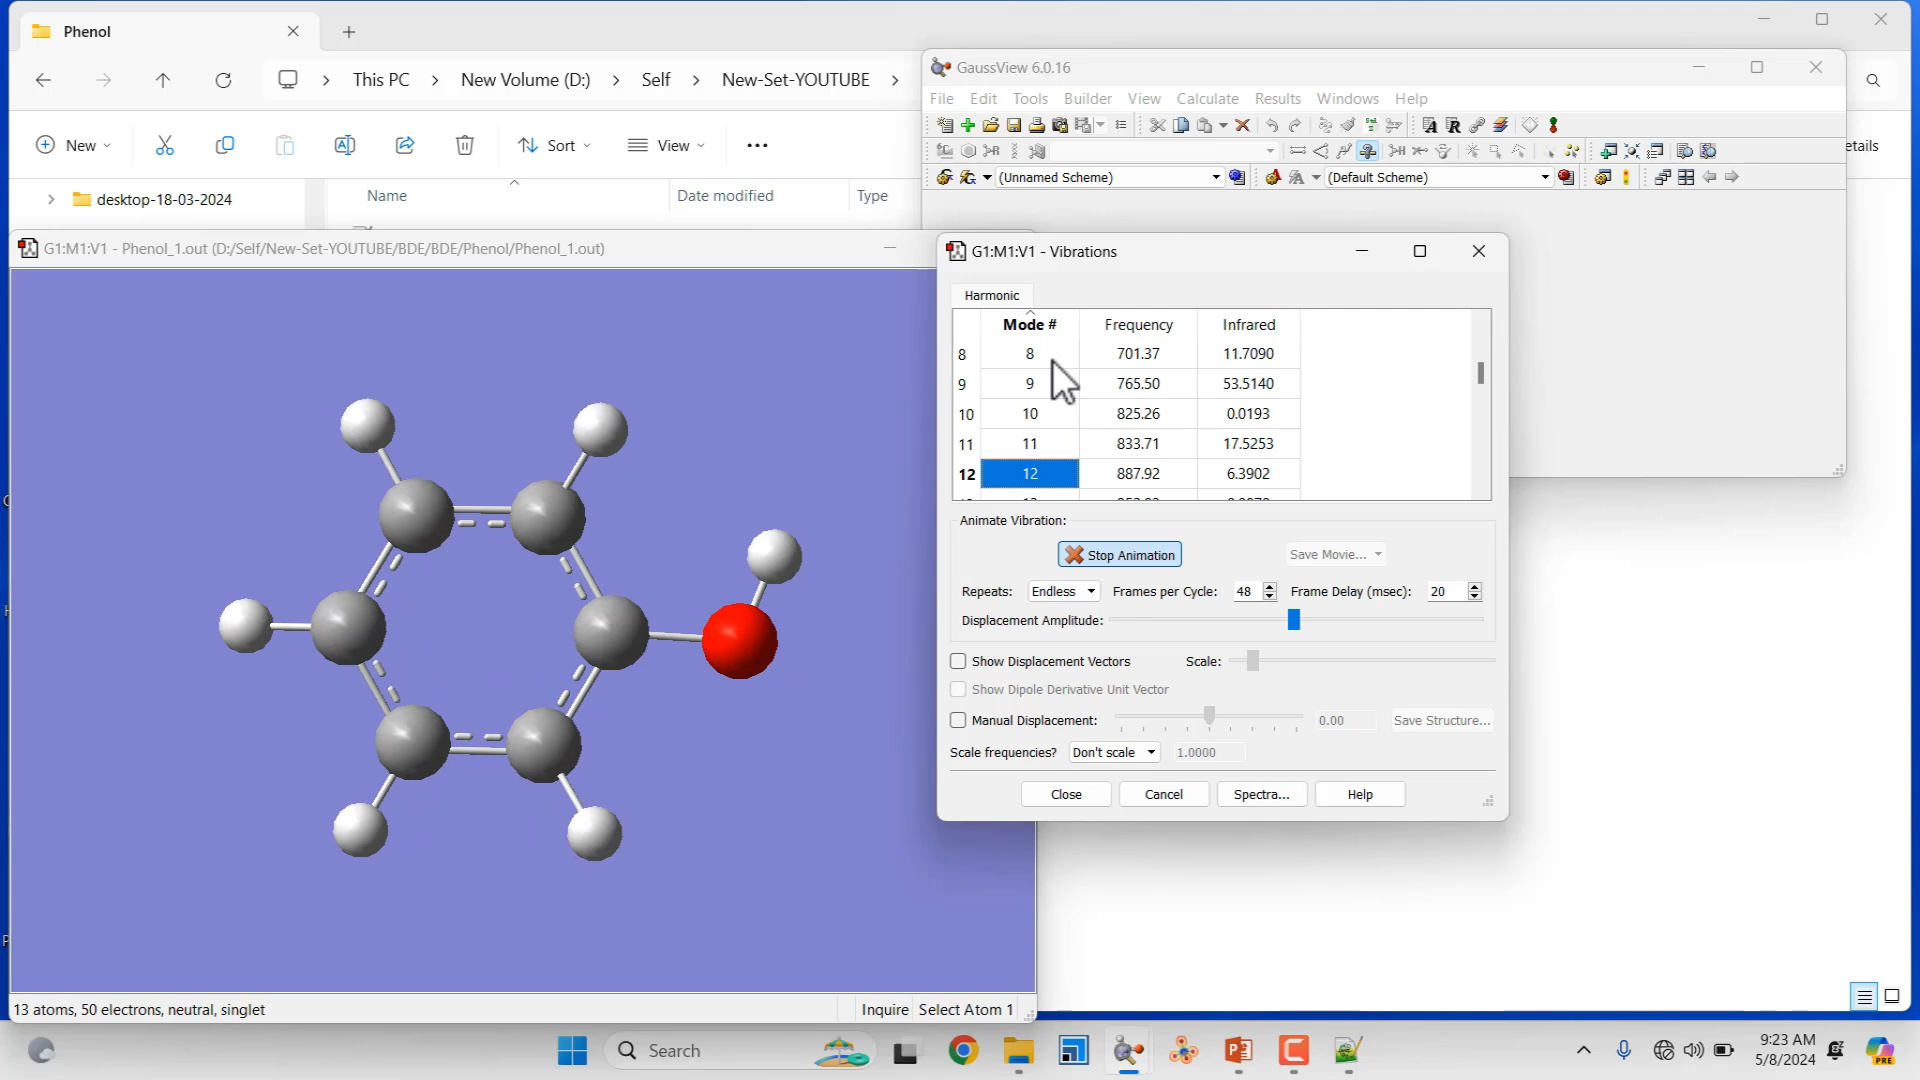 Phenol
This PC > New Volume (D:) > Self > New-Set-YOUTUBE >
New
Sort
View
etails
desktop-18-03-2024
Name
Date modified
Type
GaussView 6.0.16
File Edit Tools Builder View Calculate Results Windows Help
(Unnamed Scheme)
(Default Scheme)
G1:M1:V1 - Phenol_1.out (D:/Self/New-Set-YOUTUBE/BDE/BDE/Phenol/Phenol_1.out)
G1:M1:V1 - Vibrations
Harmonic
Mode # Frequency Infrared
8 8 701.37 11.7090
9 9 765.50 53.5140
10 10 825.26 0.0193
11 11 833.71 17.5253
12 12 887.92 6.3902
Animate Vibration:
Stop Animation
Save Movie...
Repeats: Endless Frames per Cycle: 48 Frame Delay (msec): 20
Displacement Amplitude:
Show Displacement Vectors Scale:
Show Dipole Derivative Unit Vector
Manual Displacement: 0.00 Save Structure...
Scale frequencies? Don't scale 1.0000
Close Cancel Spectra... Help
13 atoms, 50 electrons, neutral, singlet
Inquire Select Atom 1
Search
9:23 AM
5/8/2024
PRE